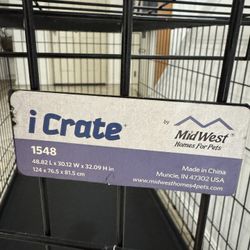 i Crate
by
MidWest
Homes For Pets
1548
48.82 L x 30.12 W x 32.09 H in
124 x 76.5 x 81.5 cm
Made in China
Muncie, IN 47302 USA
www.midwesthomes4pets.com